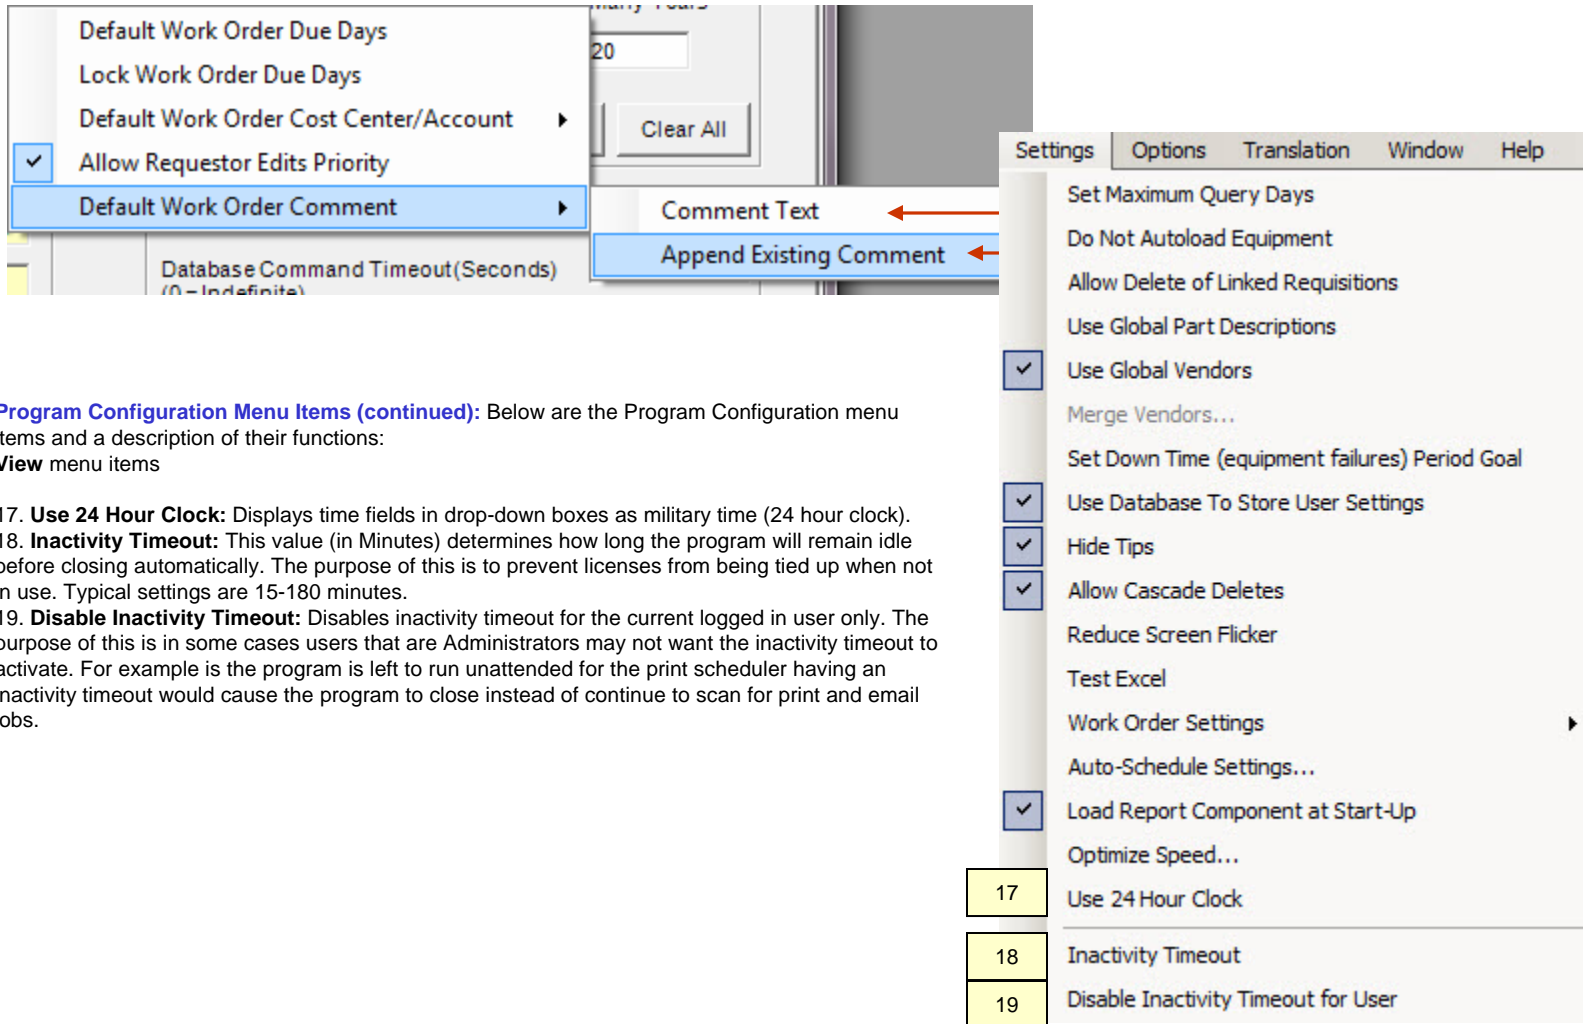 Many Years
Default Work Order Due Days
20
Lock Work Order Due Days
Default Work Order Cost Center/Account
Clear All
Allow Requestor Edits Priority
Default Work Order Comment
Comment Text
Append Existing Comment
Database Command Timeout(Seconds)
(0 = Indefinite)
Settings Options Translation Window Help
Set Maximum Query Days
Do Not Autoload Equipment
Allow Delete of Linked Requisitions
Use Global Part Descriptions
Use Global Vendors
Merge Vendors...
Set Down Time (equipment failures) Period Goal
Use Database To Store User Settings
Hide Tips
Allow Cascade Deletes
Reduce Screen Flicker
Test Excel
Work Order Settings
Auto-Schedule Settings...
Load Report Component at Start-Up
Optimize Speed...
17 Use 24 Hour Clock
18 Inactivity Timeout
19 Disable Inactivity Timeout for User
Program Configuration Menu Items (continued): Below are the Program Configuration menu
items and a description of their functions:
View menu items
17. Use 24 Hour Clock: Displays time fields in drop-down boxes as military time (24 hour clock).
18. Inactivity Timeout: This value (in Minutes) determines how long the program will remain idle
before closing automatically. The purpose of this is to prevent licenses from being tied up when not
in use. Typical settings are 15-180 minutes.
19. Disable Inactivity Timeout: Disables inactivity timeout for the current logged in user only. The
purpose of this is in some cases users that are Administrators may not want the inactivity timeout to
activate. For example is the program is left to run unattended for the print scheduler having an
inactivity timeout would cause the program to close instead of continue to scan for print and email
jobs.